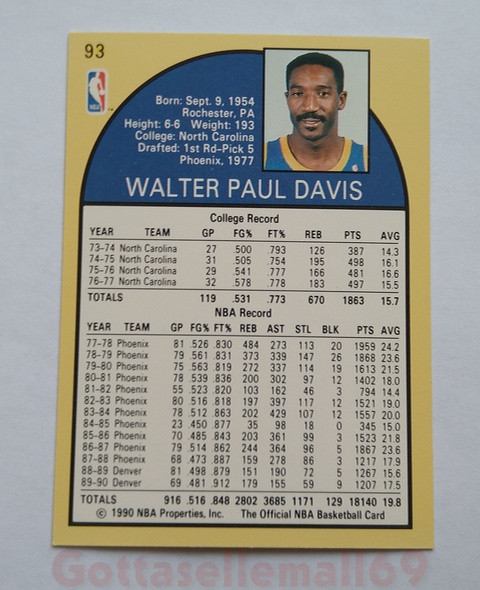 93
NBA
Born: Sept. 9, 1954
Rochester, PA
Height: 6-6 Weight: 193
College: North Carolina
Drafted: 1st Rd-Pick 5
Phoenix, 1977
WALTER PAUL DAVIS
College Record
YEAR TEAM GP FG% FT% REB PTS AVG
73-74 North Carolina 27 .500 .793 126 387 14.3
74-75 North Carolina 31 .505 .754 195 498 16.1
75-76 North Carolina 29 .541 .777 166 481 16.6
76-77 North Carolina 32 .578 .778 183 497 15.5
TOTALS 119 .531 .773 670 1863 15.7
NBA Record
YEAR TEAM GP FG% FT% REB AST STL BLK PTS AVG
77-78 Phoenix 81 .526 .830 484 273 113 20 1959 24.2
78-79 Phoenix 79 .561 .831 373 339 147 26 1868 23.6
79-80 Phoenix 75 .563 .819 272 337 114 19 1613 21.5
80-81 Phoenix 78 .539 .836 200 302 97 12 1402 18.0
81-82 Phoenix 55 .523 .820 103 162 46 3 794 14.4
82-83 Phoenix 80 .516 .818 197 397 117 12 1521 19.0
83-84 Phoenix 78 .512 .863 202 429 107 12 1557 20.0
84-85 Phoenix 23 .450 .877 35 98 18 0 345 15.0
85-86 Phoenix 70 .485 .843 203 361 99 3 1523 21.8
86-87 Phoenix 79 .514 .862 244 364 96 5 1867 23.6
87-88 Phoenix 68 .473 .887 159 278 86 3 1217 17.9
88-89 Denver 81 .498 .879 151 190 72 5 1267 15.6
89-90 Denver 69 .481 .912 179 155 59 9 1207 17.5
TOTALS 916 .516 .848 2802 3685 1171 129 18140 19.8
© 1990 NBA Properties, Inc. The Official NBA Basketball Card
Gottasellemall69